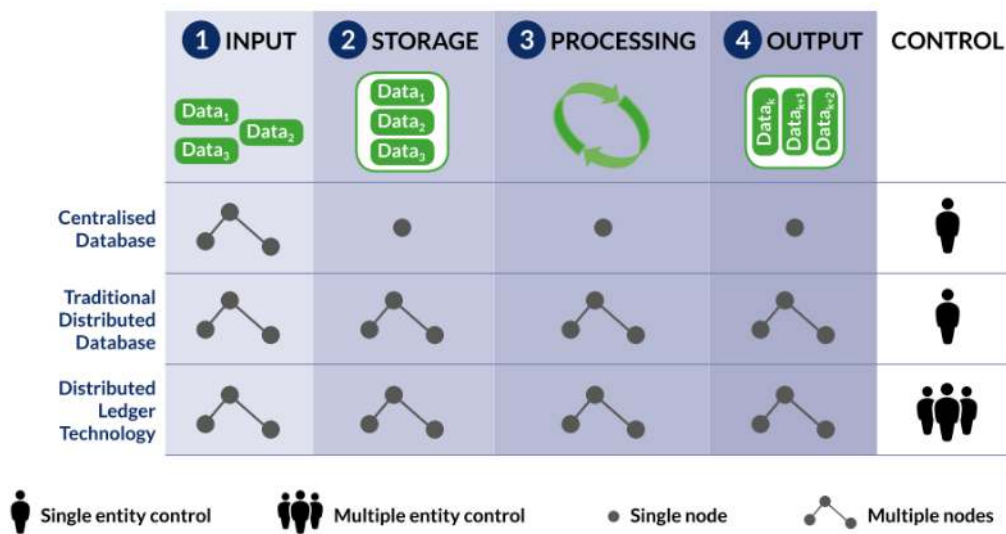 1 INPUT
2 STORAGE
3 PROCESSING
4 OUTPUT
CONTROL
Data₁
Data₂
Data₃
Data₁
Data₂
Data₃
Dataₖ
Dataₖ₊₁
Dataₖ₊₂
Centralised
Database
Traditional
Distributed
Database
Distributed
Ledger
Technology
Single entity control
Multiple entity control
Single node
Multiple nodes